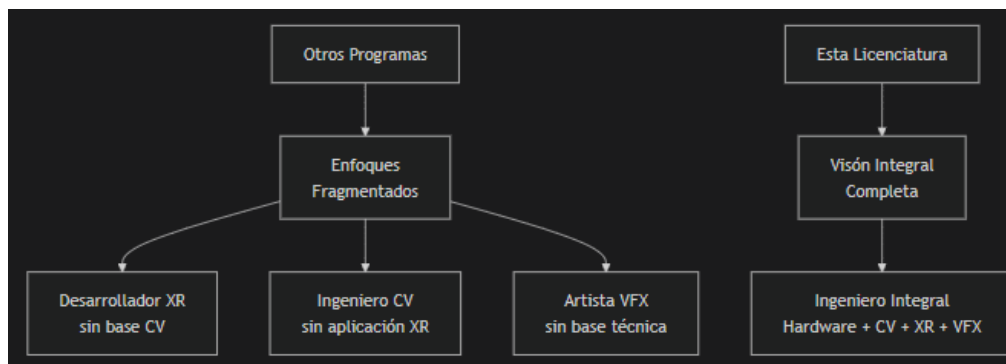 Otros Programas
Esta Licenciatura
Enfoques
Fragmentados
Visón Integral
Completa
Desarrollador XR
sin base CV
Ingeniero CV
sin aplicación XR
Artista VFX
sin base técnica
Ingeniero Integral
Hardware + CV + XR + VFX